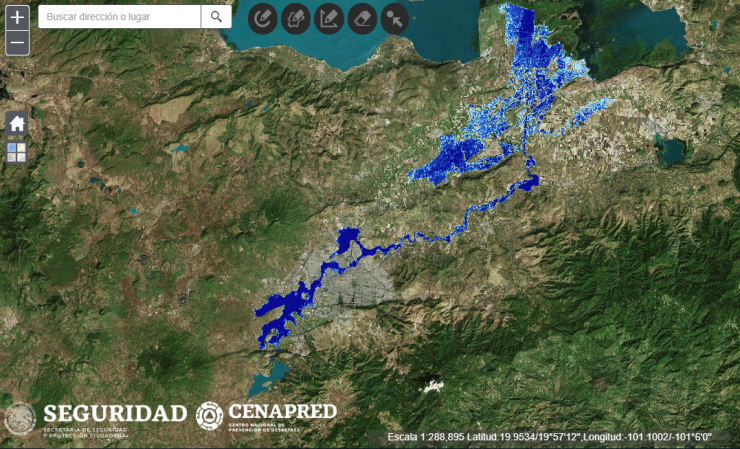 +
Buscar dirección o lugar
−
SEGURIDAD
SECRETARÍA DE SEGURIDAD
Y PROTECCIÓN CIUDADANA
CENAPRED
CENTRO NACIONAL DE
PREVENCIÓN DE DESASTRES
Escala 1:288,895 Latitud:19.9534/19°57'12",Longitud:-101.1002/-101°6'0"